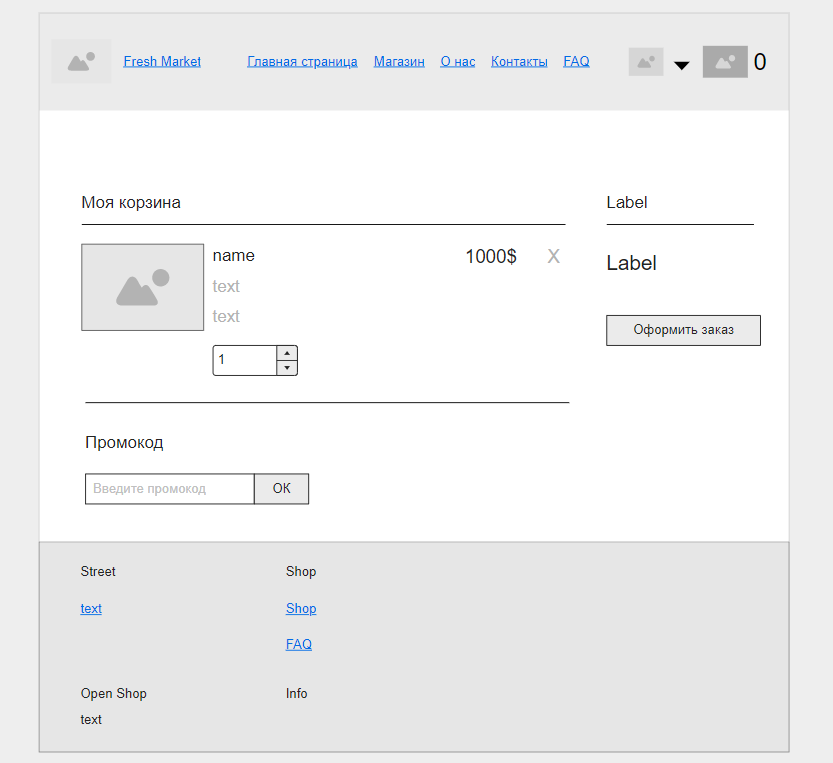 Fresh Market Главная страница Магазин О нас Контакты FAQ 0
Моя корзина
Label
name 1000$ X
Label
text
text
1
Оформить заказ
Промокод
Введите промокод ОК
Street Shop
text Shop
FAQ
Open Shop Info
text